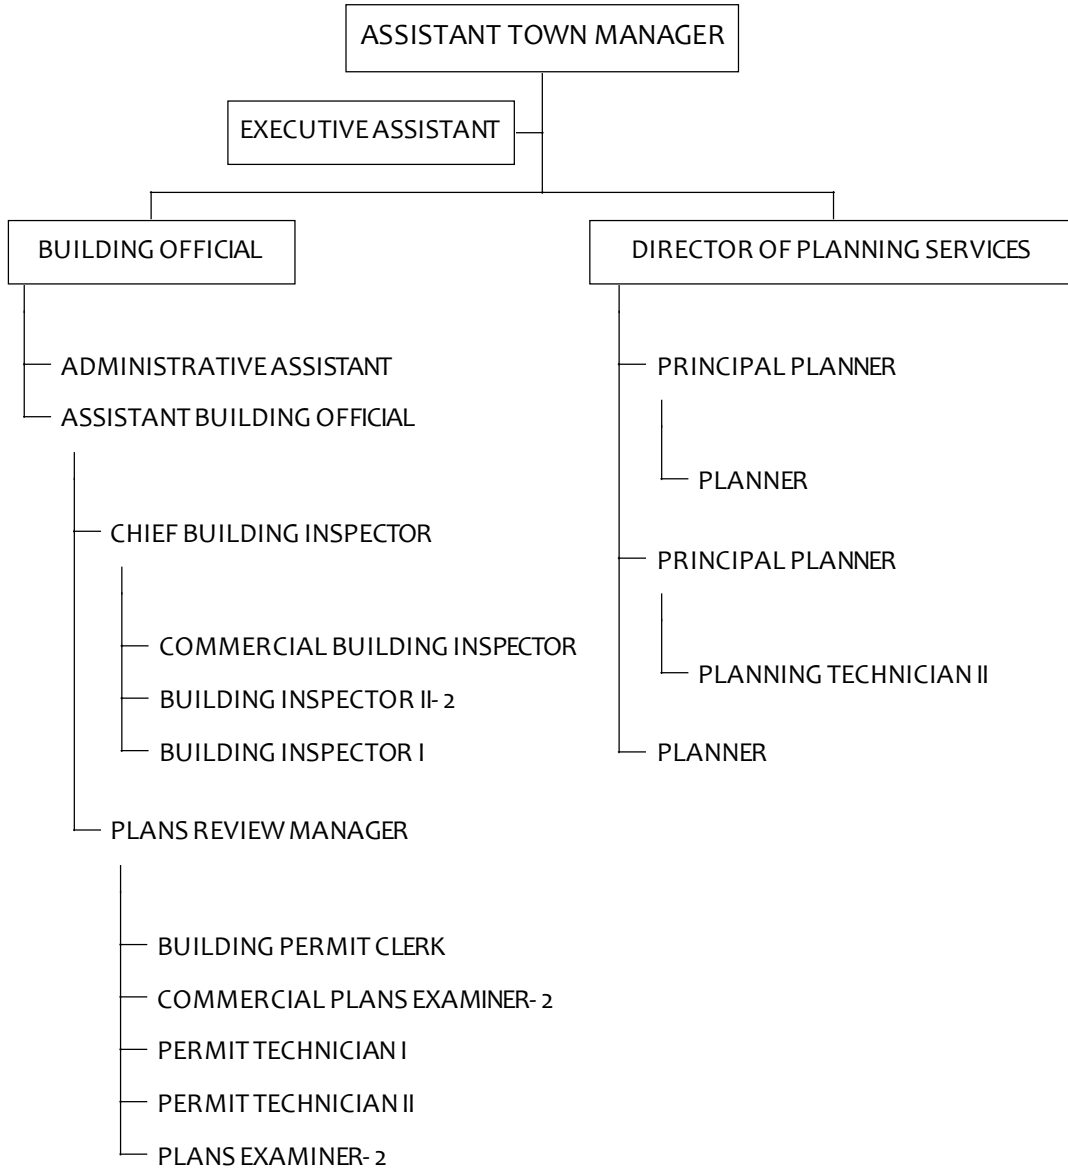 ASSISTANT TOWN MANAGER
EXECUTIVE ASSISTANT
BUILDING OFFICIAL
ADMINISTRATIVE ASSISTANT
ASSISTANT BUILDING OFFICIAL
CHIEF BUILDING INSPECTOR
COMMERCIAL BUILDING INSPECTOR
BUILDING INSPECTOR II- 2
BUILDING INSPECTOR I
PLANS REVIEW MANAGER
BUILDING PERMIT CLERK
COMMERCIAL PLANS EXAMINER- 2
PERMIT TECHNICIAN I
PERMIT TECHNICIAN II
PLANS EXAMINER- 2
DIRECTOR OF PLANNING SERVICES
PRINCIPAL PLANNER
PLANNER
PRINCIPAL PLANNER
PLANNING TECHNICIAN II
PLANNER